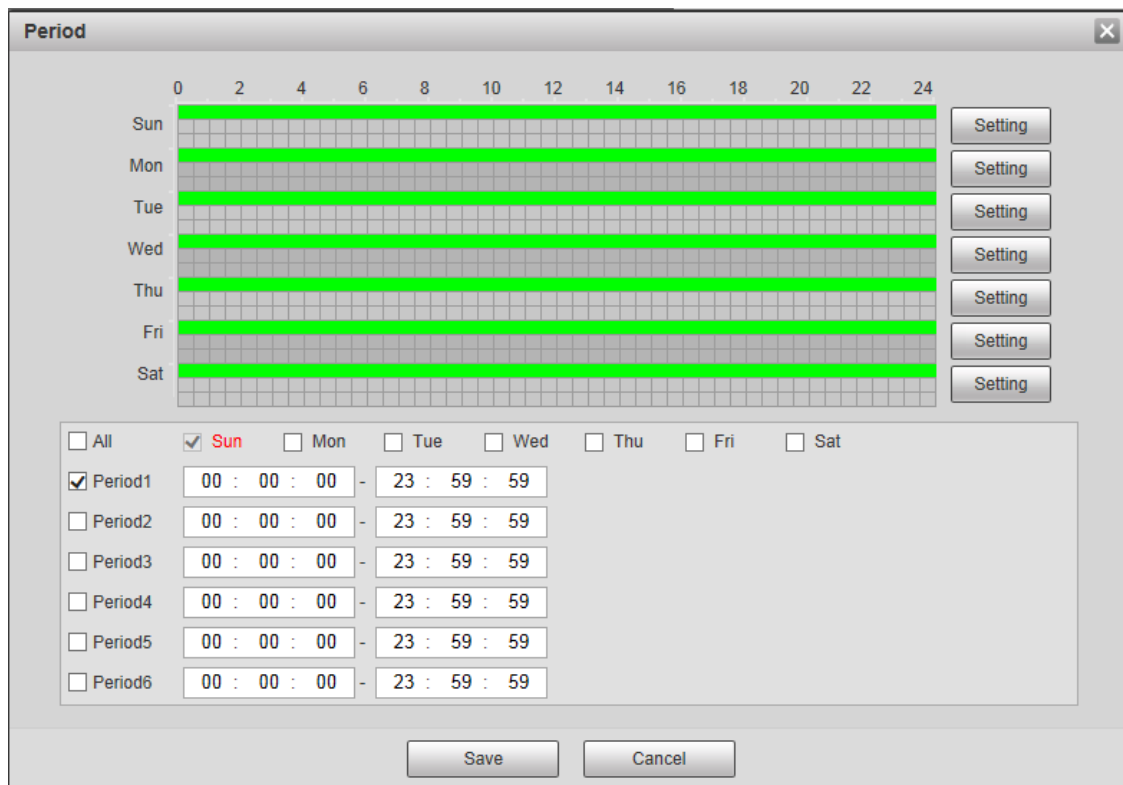 Period
0 2 4 6 8 10 12 14 16 18 20 22 24
Sun Setting
Mon Setting
Tue Setting
Wed Setting
Thu Setting
Fri Setting
Sat Setting
All Sun Mon Tue Wed Thu Fri Sat
Period1 00 : 00 : 00 - 23 : 59 : 59
Period2 00 : 00 : 00 - 23 : 59 : 59
Period3 00 : 00 : 00 - 23 : 59 : 59
Period4 00 : 00 : 00 - 23 : 59 : 59
Period5 00 : 00 : 00 - 23 : 59 : 59
Period6 00 : 00 : 00 - 23 : 59 : 59
Save Cancel